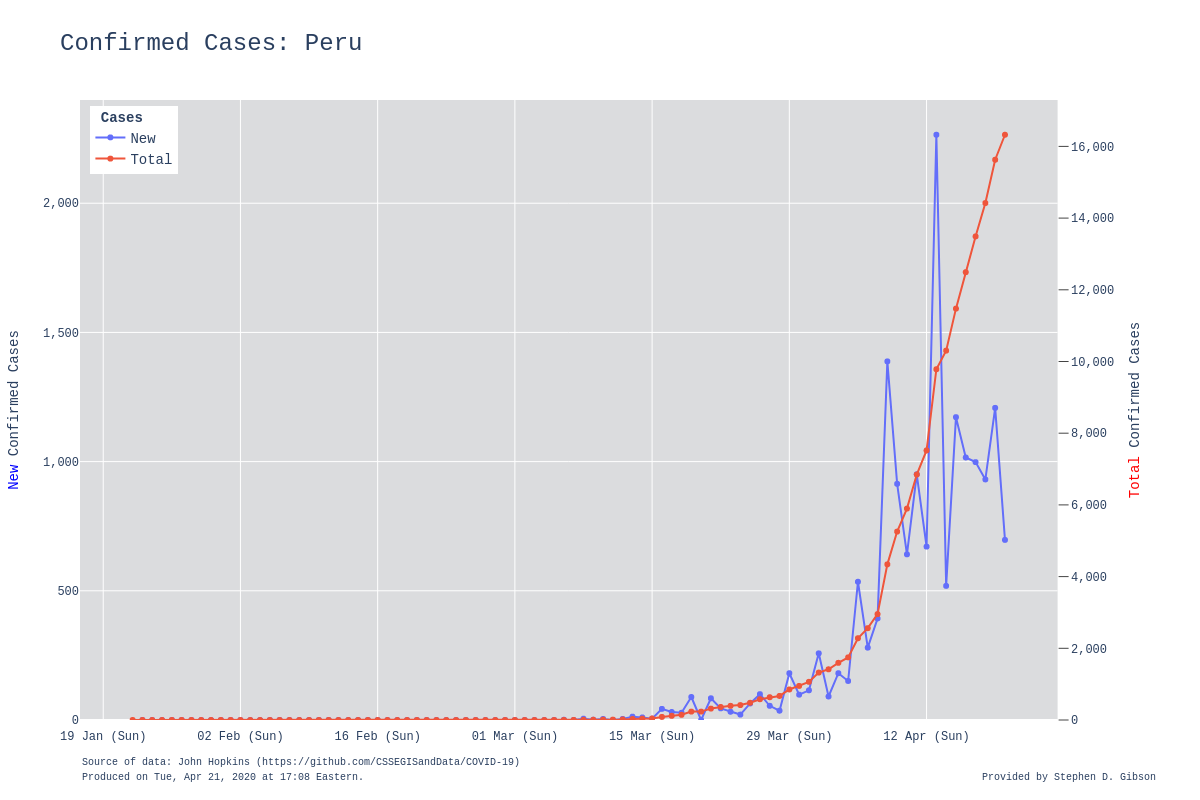 Confirmed Cases: Peru
Cases
New
Total
2,000
1,500
1,000
500
0
New Confirmed Cases
16,000
14,000
12,000
10,000
8,000
6,000
4,000
2,000
0
Total Confirmed Cases
19 Jan (Sun) 02 Feb (Sun) 16 Feb (Sun) 01 Mar (Sun) 15 Mar (Sun) 29 Mar (Sun) 12 Apr (Sun)
Source of data: John Hopkins (https://github.com/CSSEGISandData/COVID-19)
Produced on Tue, Apr 21, 2020 at 17:08 Eastern.
Provided by Stephen D. Gibson